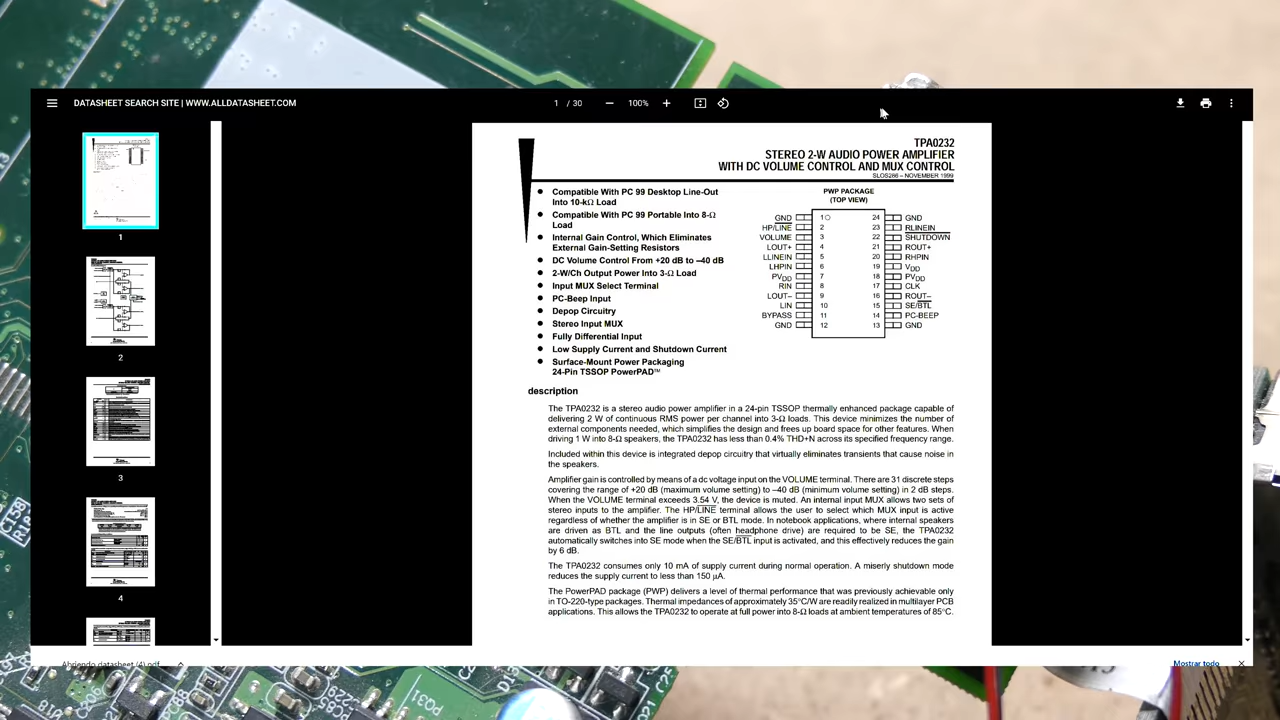 DATASHEET SEARCH SITE | WWW.ALLDATASHEET.COM
1 / 30
100%
TPA0232
STEREO 2-W AUDIO POWER AMPLIFIER
WITH DC VOLUME CONTROL AND MUX CONTROL
SLOS286 – NOVEMBER 1999
Compatible With PC 99 Desktop Line-Out
Into 10-kΩ Load
Compatible With PC 99 Portable Into 8-Ω
Load
Internal Gain Control, Which Eliminates
External Gain-Setting Resistors
DC Volume Control From +20 dB to –40 dB
2-W/Ch Output Power Into 3-Ω Load
Input MUX Select Terminal
PC-Beep Input
Depop Circuitry
Stereo Input MUX
Fully Differential Input
Low Supply Current and Shutdown Current
Surface-Mount Power Packaging
24-Pin TSSOP PowerPAD™
PWP PACKAGE
(TOP VIEW)
GND 1 24 GND
HP/LINE 2 23 RLINEIN
VOLUME 3 22 SHUTDOWN
LOUT+ 4 21 ROUT+
LLINEIN 5 20 RHPIN
LHPIN 6 19 VDD
PVDD 7 18 PVDD
RIN 8 17 CLK
LOUT– 9 16 ROUT–
LIN 10 15 SE/BTL
BYPASS 11 14 PC-BEEP
GND 12 13 GND
description
The TPA0232 is a stereo audio power amplifier in a 24-pin TSSOP thermally enhanced package capable of
delivering 2 W of continuous RMS power per channel into 3-Ω loads. This device minimizes the number of
external components needed, which simplifies the design and frees up board space for other features. When
driving 1 W into 8-Ω speakers, the TPA0232 has less than 0.4% THD+N across its specified frequency range.
Included within this device is integrated depop circuitry that virtually eliminates transients that cause noise in
the speakers.
Amplifier gain is controlled by means of a dc voltage input on the VOLUME terminal. There are 31 discrete steps
covering the range of +20 dB (maximum volume setting) to –40 dB (minimum volume setting) in 2 dB steps.
When the VOLUME terminal exceeds 3.54 V, the device is muted. An internal input MUX allows two sets of
stereo inputs to the amplifier. The HP/LINE terminal allows the user to select which MUX input is active
regardless of whether the amplifier is in SE or BTL mode. In notebook applications, where internal speakers
are driven as BTL and the line outputs (often headphone drive) are required to be SE, the TPA0232
automatically switches into SE mode when the SE/BTL input is activated, and this effectively reduces the gain
by 6 dB.
The TPA0232 consumes only 10 mA of supply current during normal operation. A miserly shutdown mode
reduces the supply current to less than 150 µA.
The PowerPAD package (PWP) delivers a level of thermal performance that was previously achievable only
in TO-220-type packages. Thermal impedances of approximately 35°C/W are readily realized in multilayer PCB
applications. This allows the TPA0232 to operate at full power into 8-Ω loads at ambient temperatures of 85°C.
1
2
3
4
Abriendo datasheet (4).pdf
Mostrar todo
PC198
PQ31